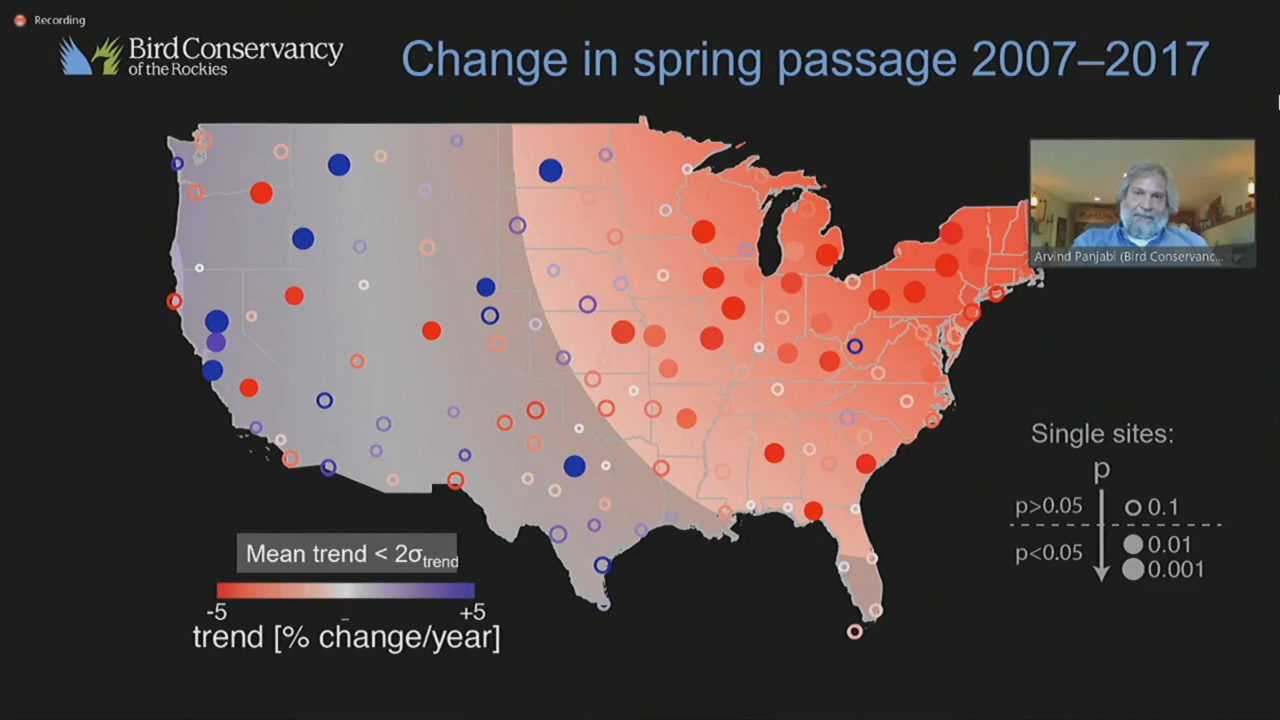 Recording
Bird Conservancy
of the Rockies
Change in spring passage 2007–2017
Arvind Panjabi (Bird Conservanc...
Single sites:
p
p>0.05
0.1
p<0.05
0.01
0.001
Mean trend < 2σtrend
-5
+5
trend [% change/year]